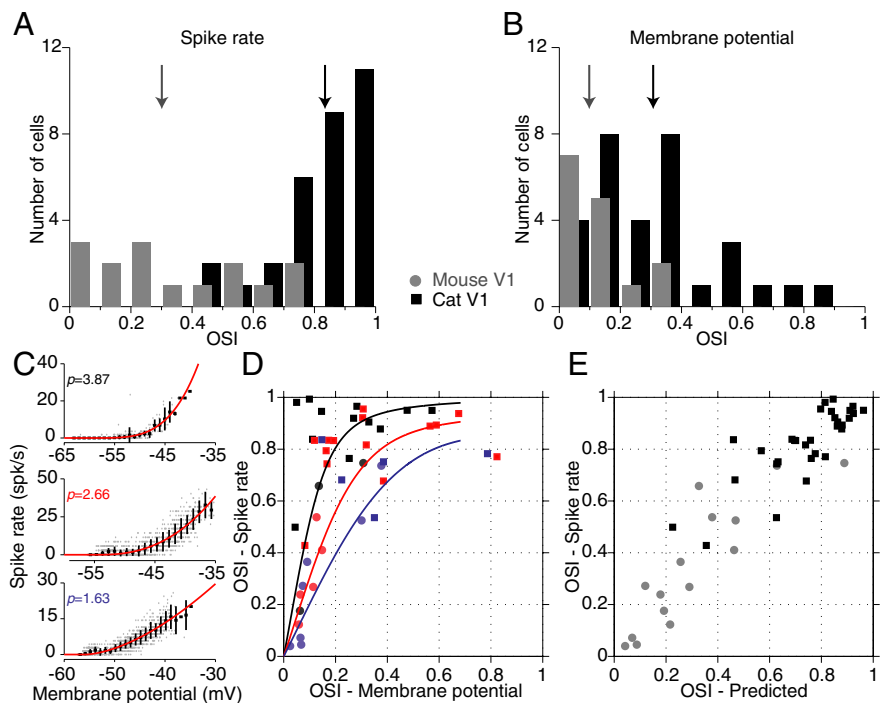 A
Spike rate
12
8
4
0
Number of cells
0
0.2
0.4
0.6
0.8
1
OSI
B
Membrane potential
12
8
4
0
Number of cells
0
0.2
0.4
0.6
0.8
1
OSI
Mouse V1
Cat V1
C
Spike rate (spk/s)
40
20
0
p=3.87
-65
-55
-45
-35
50
25
0
p=2.66
-55
-45
-35
30
15
0
p=1.63
-60
-50
-40
-30
Membrane potential (mV)
D
OSI - Spike rate
1
0.8
0.6
0.4
0.2
0
0
0.2
0.4
0.6
0.8
1
OSI - Membrane potential
E
OSI - Spike rate
1
0.8
0.6
0.4
0.2
0
0
0.2
0.4
0.6
0.8
1
OSI - Predicted